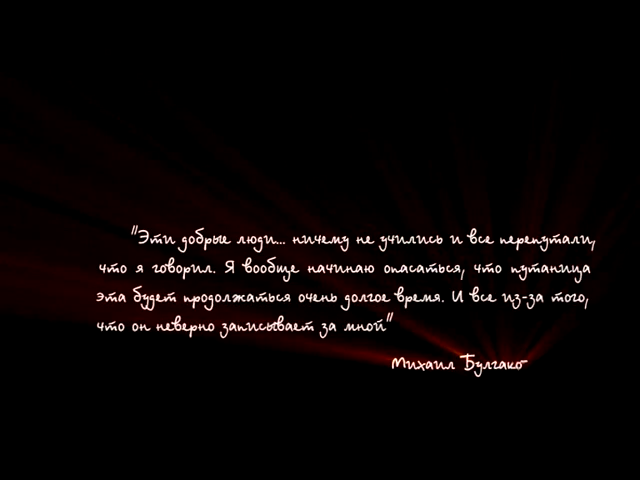 "Эти добрые люди... ничему не учились и все перепутали,
что я говорил. Я вообще начинаю опасаться, что путаница
эта будет продолжаться очень долгое время. И все из-за того,
что он неверно записывает за мной"
Михаил Булгако